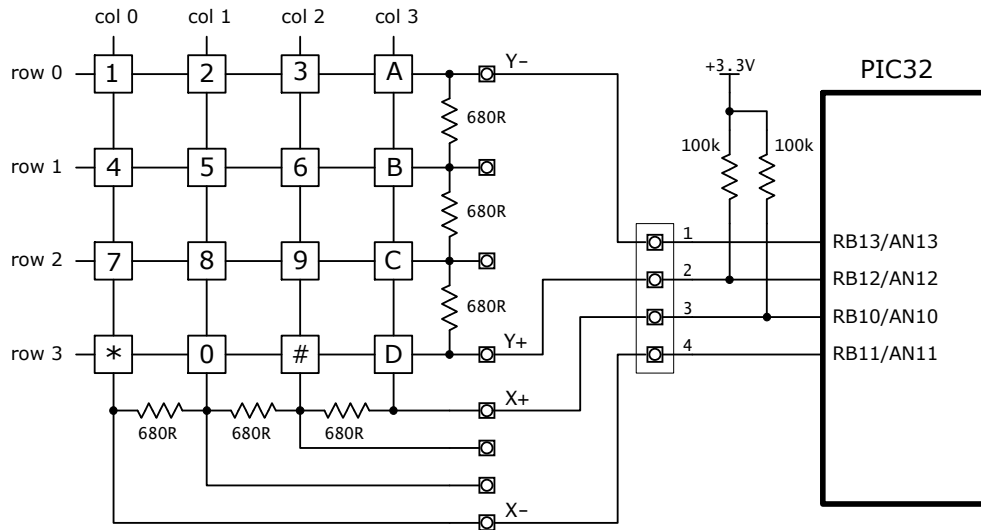 col 0 col 1 col 2 col 3
row 0 1 2 3 A Y- +3.3V PIC32
680R
row 1 4 5 6 B 100k 100k
680R
1 RB13/AN13
row 2 7 8 9 C 2 RB12/AN12
680R
3 RB10/AN10
row 3 * 0 # D Y+ 4 RB11/AN11
X+
680R 680R 680R
X-